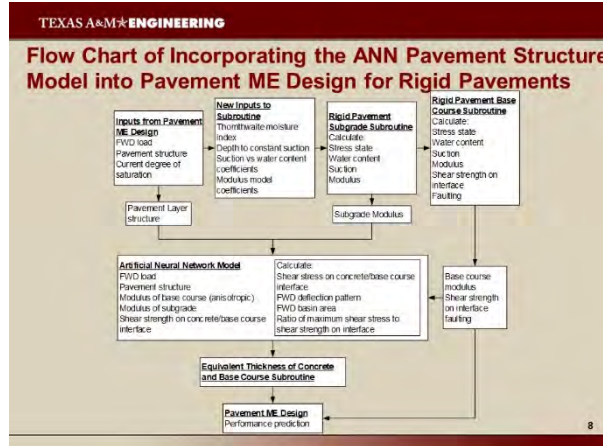 TEXAS A&M★ENGINEERING
Flow Chart of Incorporating the ANN Pavement Structure
Model into Pavement ME Design for Rigid Pavements
Inputs from Pavement
ME Design
FWD load
Pavement structure
Current degree of
saturation
New Inputs to
Subroutine
Thornthwaite moisture
Index
Depth to constant suction
Suction vs water content
coefficients
Modulus model
coefficients
Rigid Pavement
Subgrade Subroutine
Calculate:
Stress state
Water content
Suction
Modulus
Rigid Pavement Base
Course Subroutine
Calculate:
Stress state
Water content
Suction
Modulus
Shear strength on
interface
Faulting
Pavement Layer
structure
Subgrade Modulus
Artificial Neural Network Model
FWD load
Pavement structure
Modulus of base course (anisotropic)
Modulus of subgrade
Shear strength on concrete/base course
interface
Calculate:
Shear stress on concrete/base course
interface
FWD deflection pattern
FWD basin area
Ratio of maximum shear stress to
shear strength on interface
Base course
modulus
Shear strength
on interface
faulting
Equivalent Thickness of Concrete
and Base Course Subroutine
Pavement ME Design
Performance prediction
8